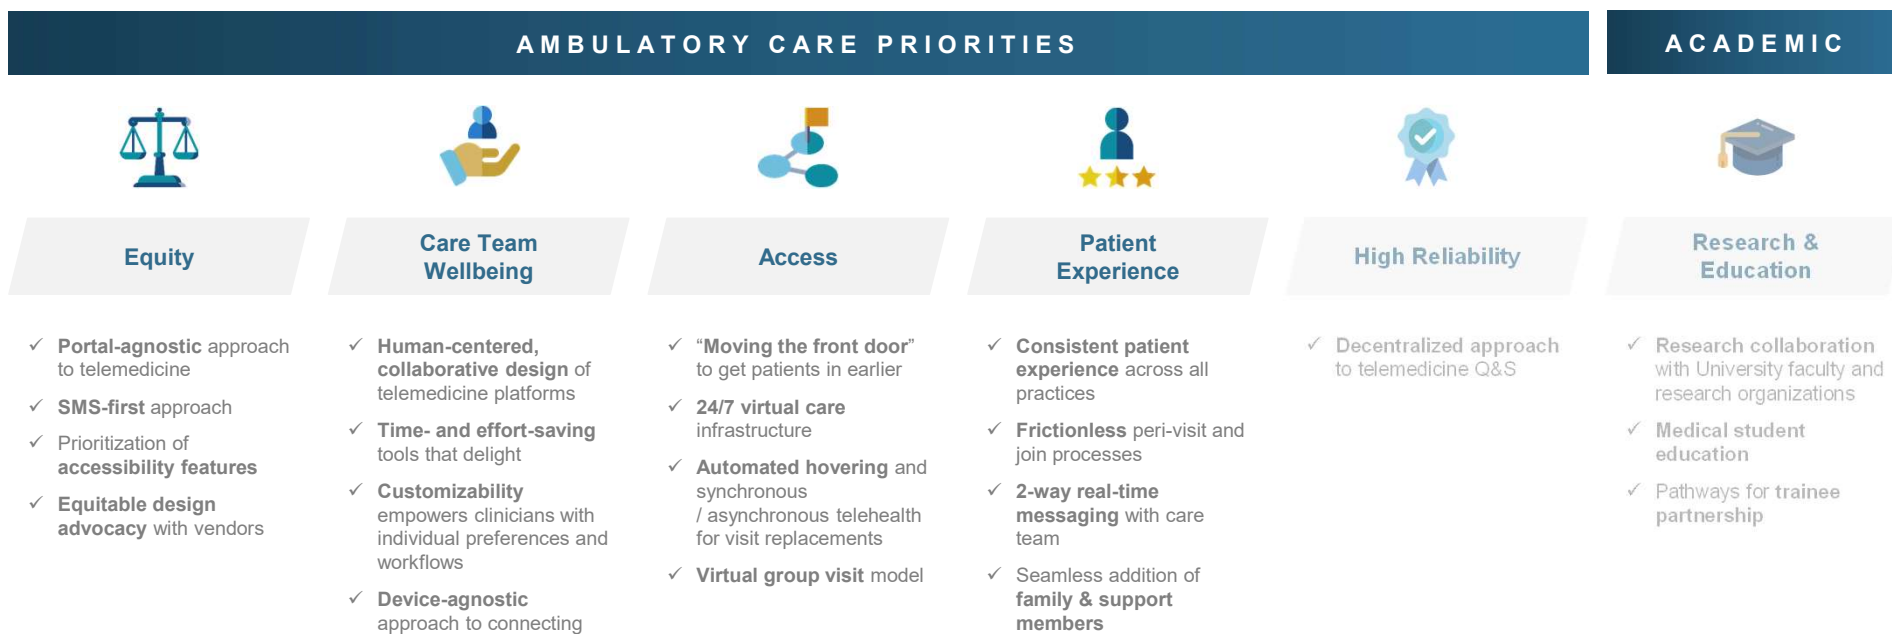 AMBULATORY CARE PRIORITIES
ACADEMIC
Equity
✓ Portal-agnostic approach
to telemedicine
✓ SMS-first approach
✓ Prioritization of
accessibility features
✓ Equitable design
advocacy with vendors
Care Team
Wellbeing
✓ Human-centered,
collaborative design of
telemedicine platforms
✓ Time- and effort-saving
tools that delight
✓ Customizability
empowers clinicians with
individual preferences and
workflows
✓ Device-agnostic
approach to connecting
Access
✓ “Moving the front door”
to get patients in earlier
✓ 24/7 virtual care
infrastructure
✓ Automated hovering and
synchronous
/ asynchronous telehealth
for visit replacements
✓ Virtual group visit model
Patient
Experience
✓ Consistent patient
experience across all
practices
✓ Frictionless peri-visit and
join processes
✓ 2-way real-time
messaging with care
team
✓ Seamless addition of
family & support
members
High Reliability
✓ Decentralized approach
to telemedicine Q&S
Research &
Education
✓ Research collaboration
with University faculty and
research organizations
✓ Medical student
education
✓ Pathways for trainee
partnership